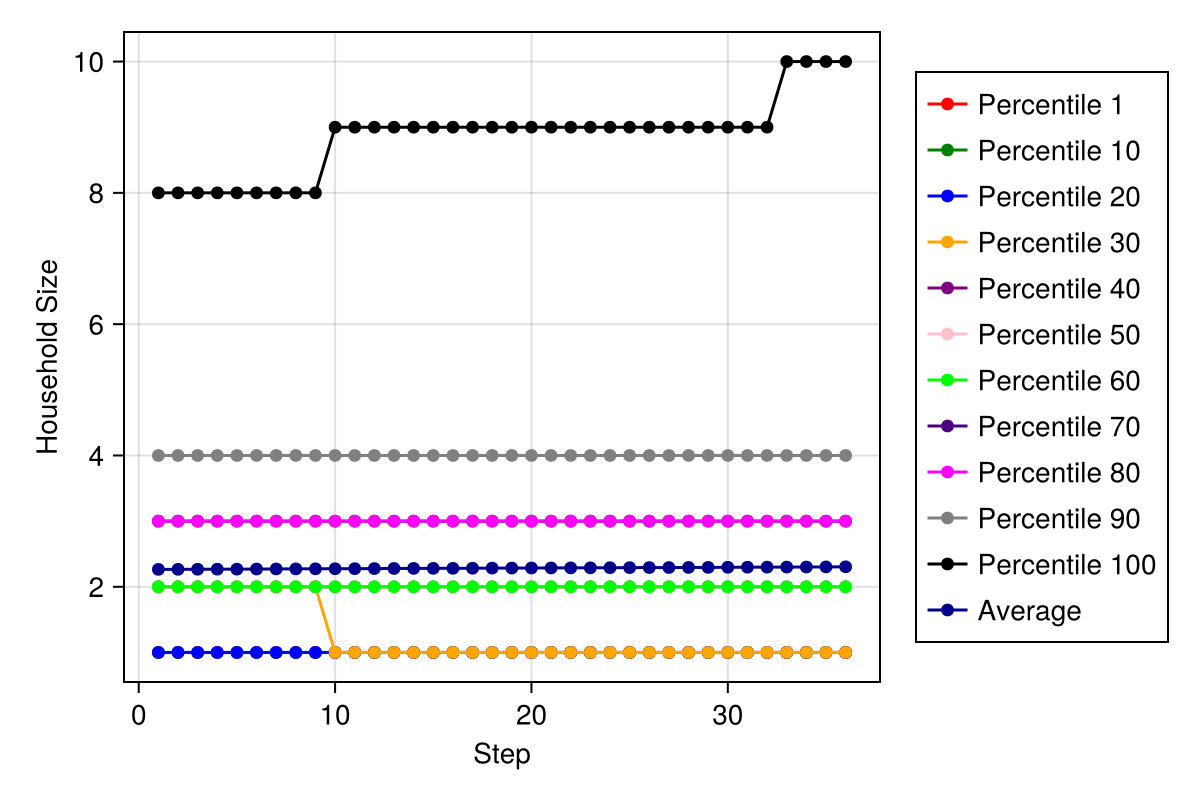 10
8
6
4
2
Household Size
0
10
20
30
Step
Percentile 1
Percentile 10
Percentile 20
Percentile 30
Percentile 40
Percentile 50
Percentile 60
Percentile 70
Percentile 80
Percentile 90
Percentile 100
Average